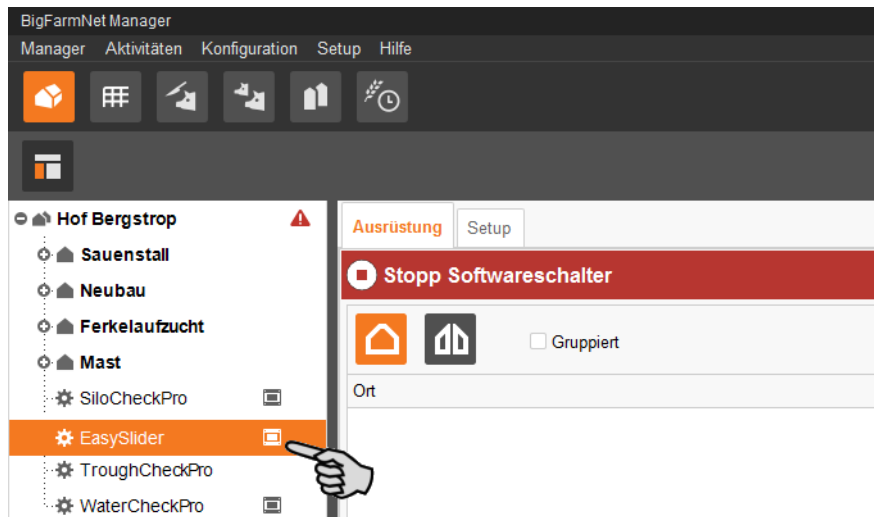 BigFarmNet Manager
Manager Aktivitäten Konfiguration Setup Hilfe
Hof Bergstrop
Sauenstall
Neubau
Ferkelaufzucht
Mast
SiloCheckPro
EasySlider
TroughCheckPro
WaterCheckPro
Ausrüstung Setup
Stopp Softwareschalter
Gruppiert
Ort